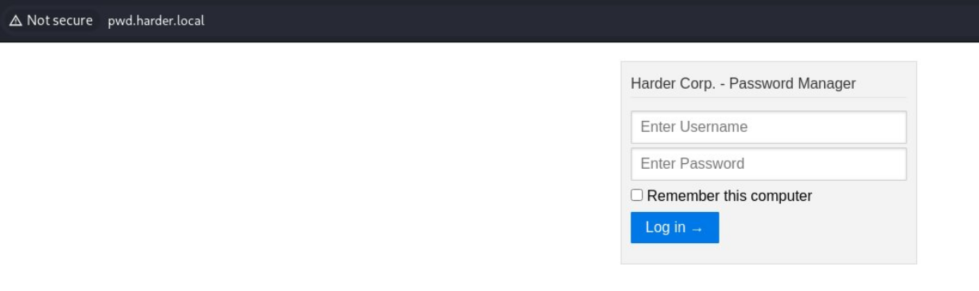 Not secure pwd.harder.local
Harder Corp. - Password Manager
Enter Username
Enter Password
Remember this computer
Log in →